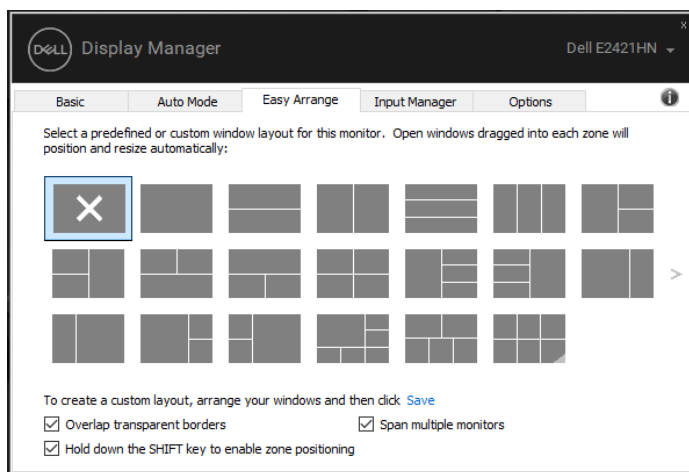 x
DELL Display Manager Dell E2421HN
Basic Auto Mode Easy Arrange Input Manager Options i
Select a predefined or custom window layout for this monitor. Open windows dragged into each zone will
position and resize automatically:
>
To create a custom layout, arrange your windows and then click Save
Overlap transparent borders Span multiple monitors
Hold down the SHIFT key to enable zone positioning